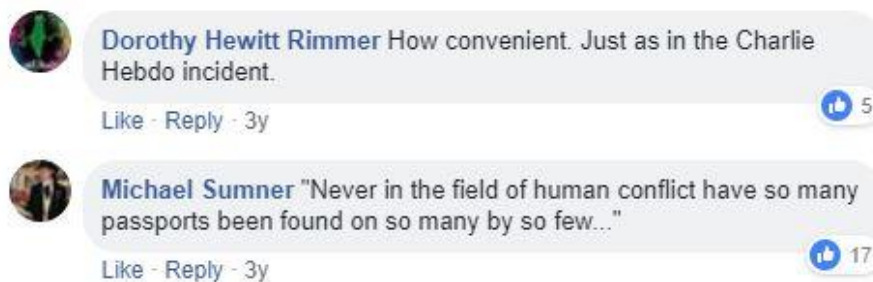 Dorothy Hewitt Rimmer How convenient. Just as in the Charlie
Hebdo incident.
5
Like · Reply · 3y
Michael Sumner "Never in the field of human conflict have so many
passports been found on so many by so few..."
17
Like · Reply · 3y